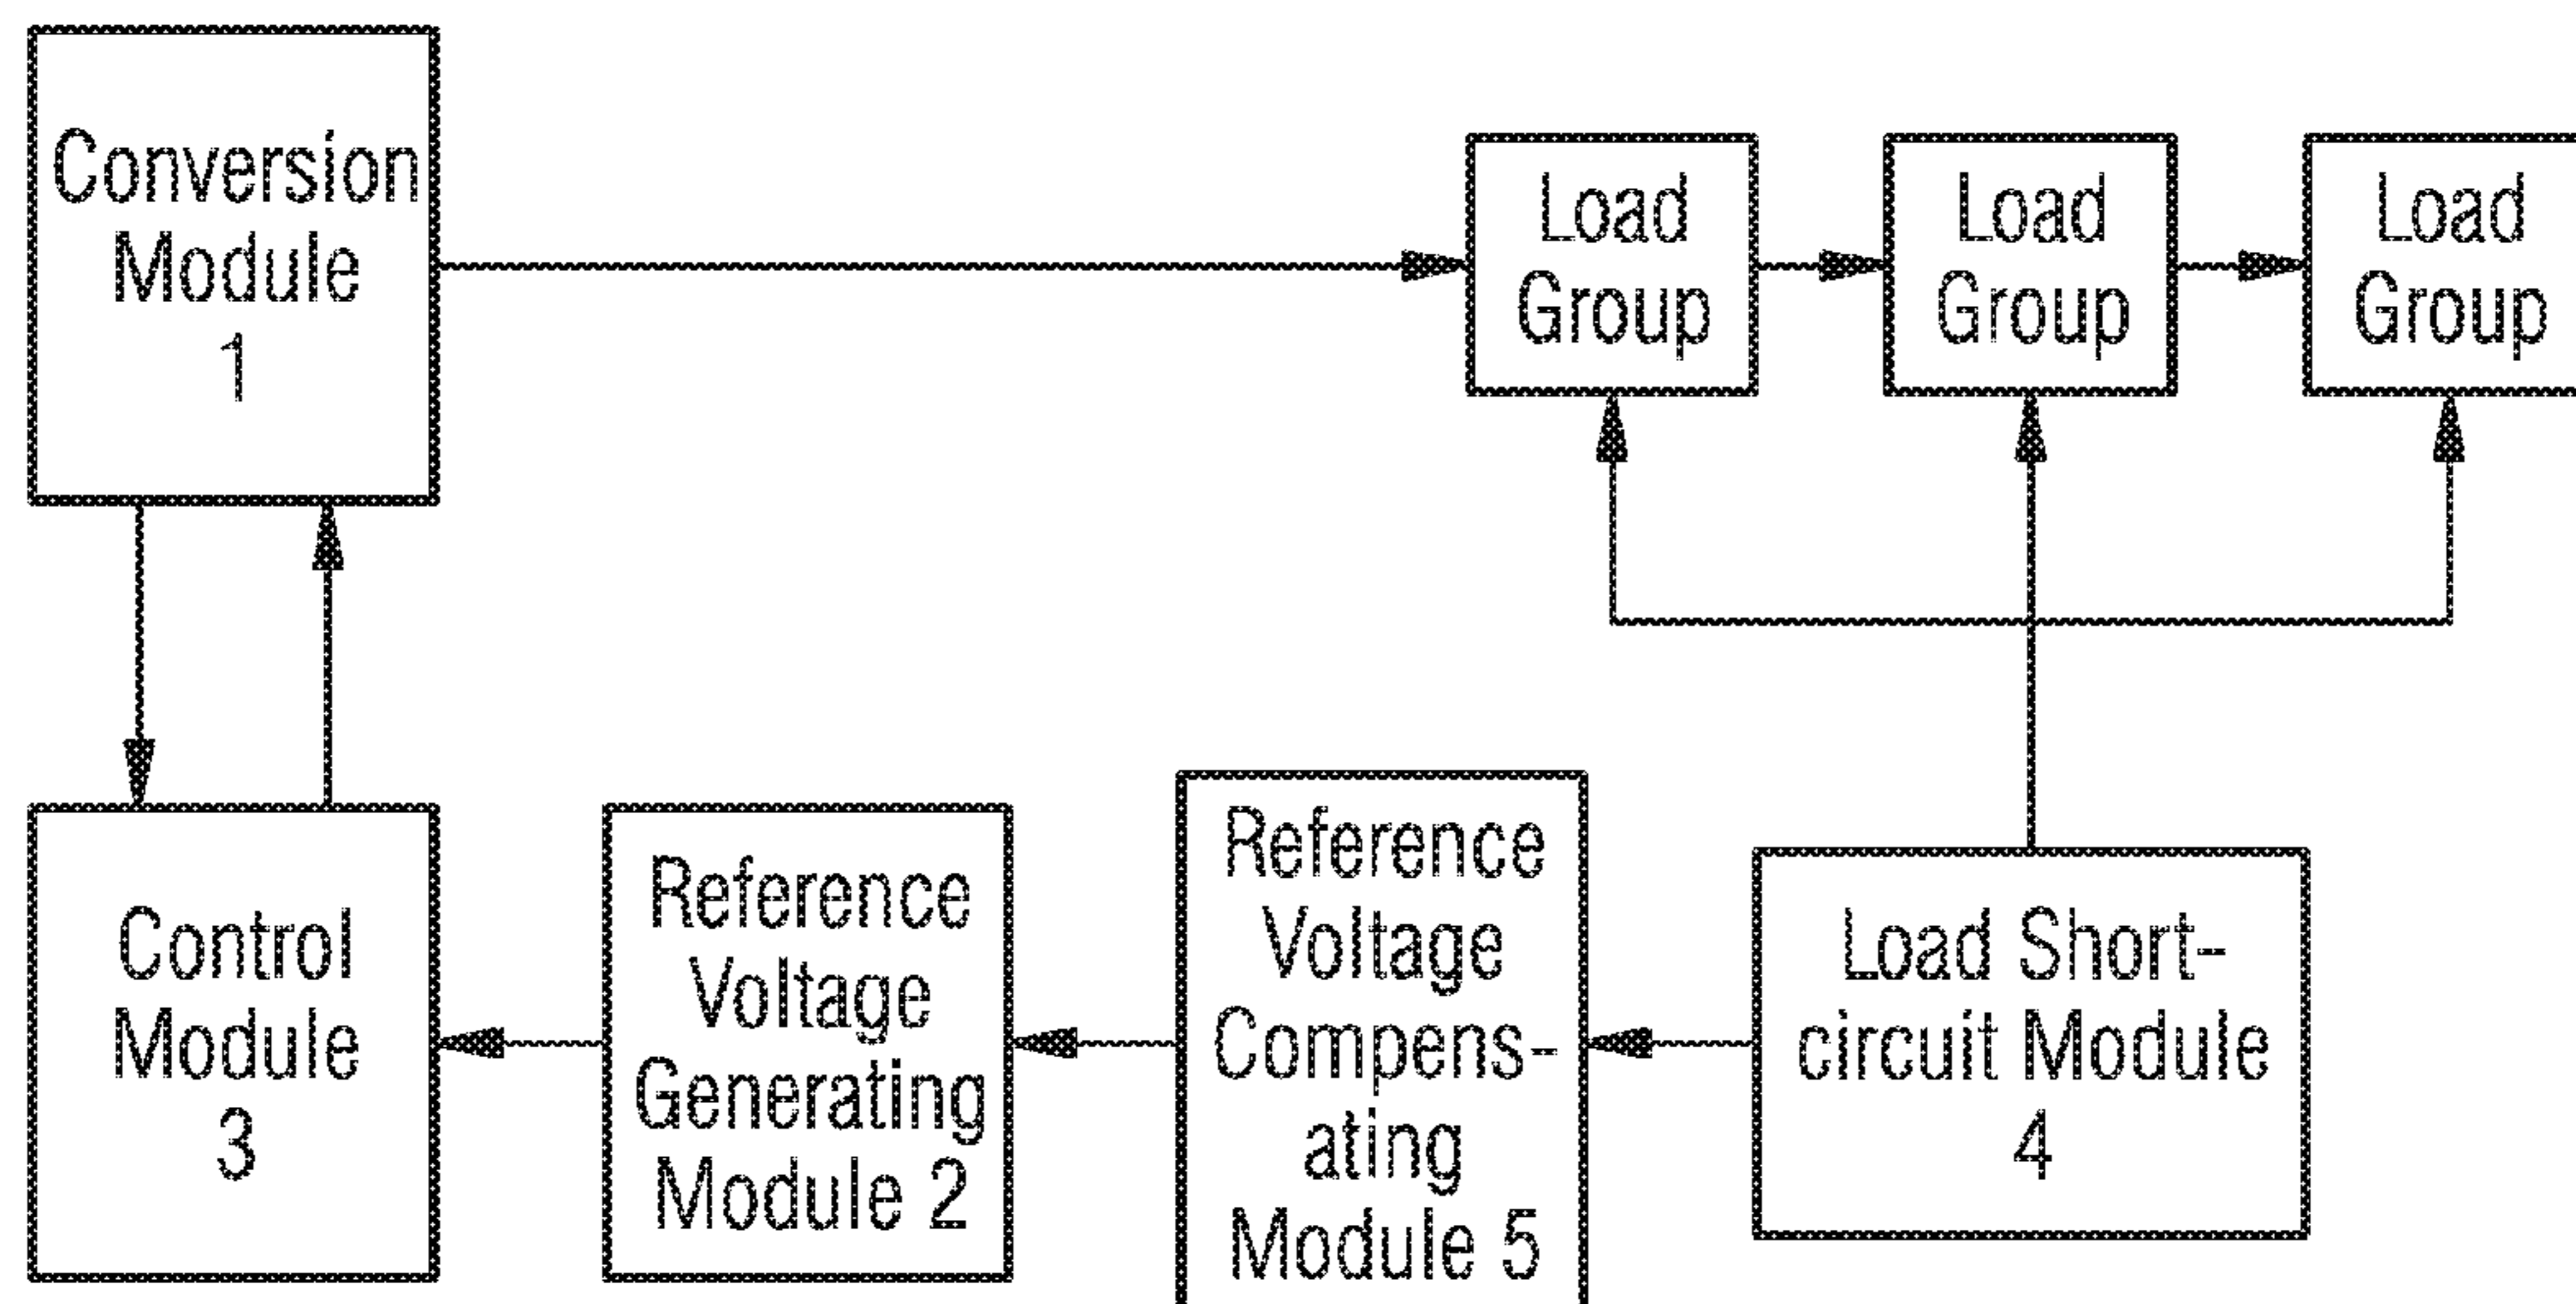 Conversion
Module
1
Load
Group
Load
Group
Load
Group
Control
Module
3
Reference
Voltage
Generating
Module 2
Reference
Voltage
Compens-
ating
Module 5
Load Short-
circuit Module
4